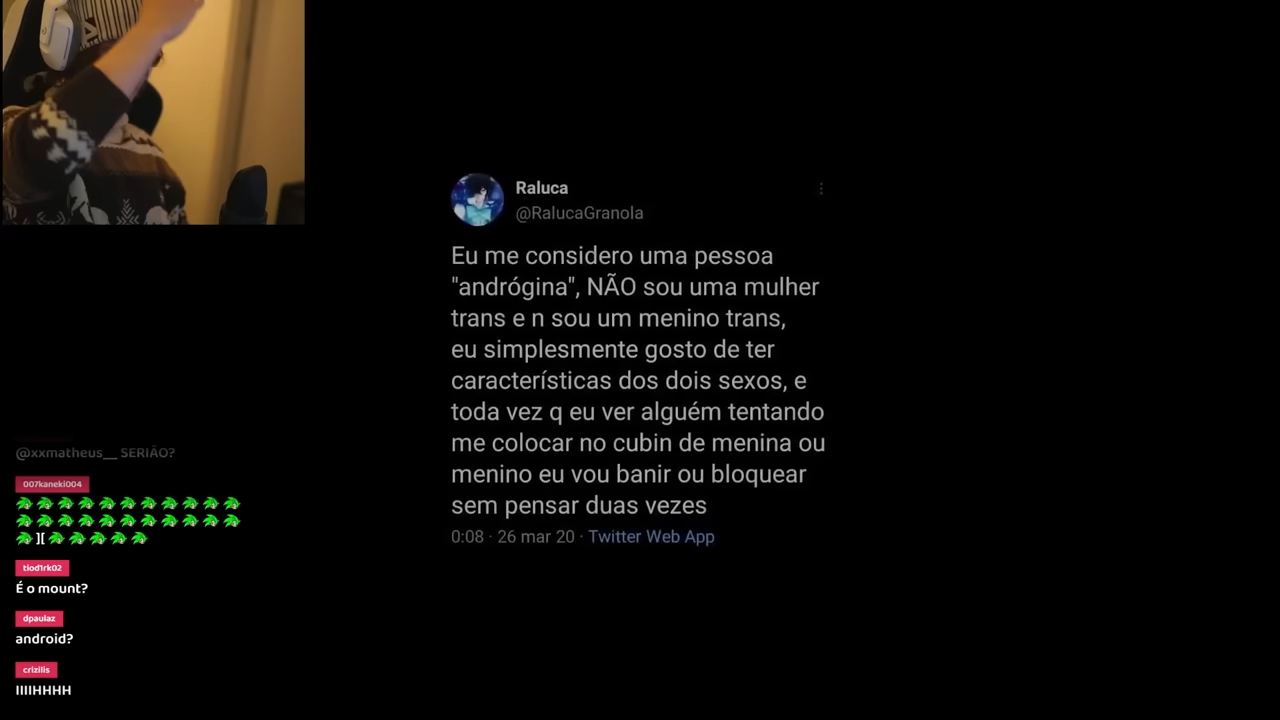 Raluca
@RalucaGranola
Eu me considero uma pessoa
"andrógina", NÃO sou uma mulher
trans e n sou um menino trans,
eu simplesmente gosto de ter
características dos dois sexos, e
toda vez q eu ver alguém tentando
me colocar no cubin de menina ou
menino eu vou banir ou bloquear
sem pensar duas vezes
0:08 · 26 mar 20 · Twitter Web App
@xxmatheus__ SERIÃO?
007kaneki004
][
tiod1rk02
É o mount?
dpaulaz
android?
crizilis
IIIIHHHH